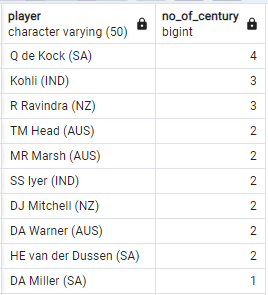 player no_of_century
character varying (50) bigint
Q de Kock (SA) 4
Kohli (IND) 3
R Ravindra (NZ) 3
TM Head (AUS) 2
MR Marsh (AUS) 2
SS Iyer (IND) 2
DJ Mitchell (NZ) 2
DA Warner (AUS) 2
HE van der Dussen (SA) 2
DA Miller (SA) 1